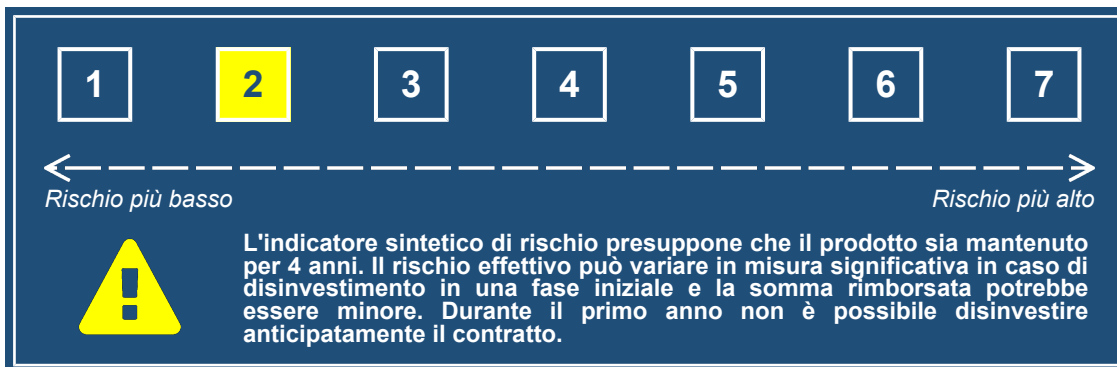 1 2 3 4 5 6 7
Rischio più basso Rischio più alto
L'indicatore sintetico di rischio presuppone che il prodotto sia mantenuto
per 4 anni. Il rischio effettivo può variare in misura significativa in caso di
disinvestimento in una fase iniziale e la somma rimborsata potrebbe
essere minore. Durante il primo anno non è possibile disinvestire
anticipatamente il contratto.